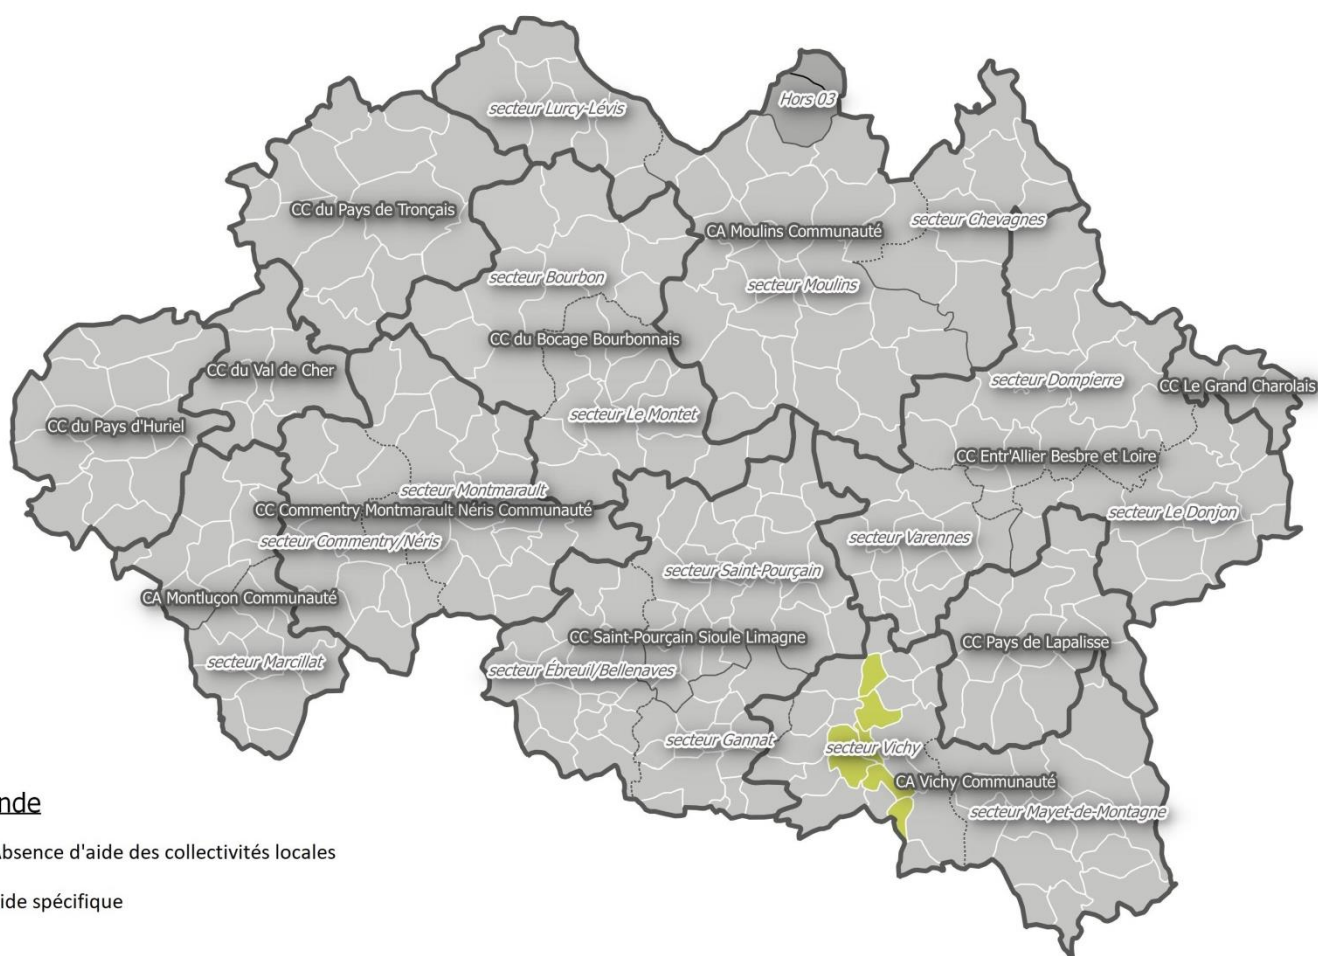 Hors 03
secteur Lurcy-Lévis
CC du Pays de Tronçais
secteur Chevagnes
CA Moulins Communauté
secteur Bourbon
secteur Moulins
CC du Bocage Bourbonnais
CC du Val de Cher
secteur Dompierre
CC Le Grand Charolais
secteur Le Montet
CC du Pays d'Huriel
CC Entr'Allier Besbre et Loire
secteur Montmarault
CC Commentry Montmarault Néris Communauté
secteur Le Donjon
secteur Commentry/Néris
secteur Varennes
secteur Saint-Pourçain
CA Montluçon Communauté
CC Saint-Pourçain Sioule Limagne
CC Pays de Lapalisse
secteur Marcillat
secteur Ébreuil/Bellenaves
secteur Gannat
secteur Vichy
CA Vichy Communauté
secteur Mayet-de-Montagne
nde
bsence d'aide des collectivités locales
ide spécifique